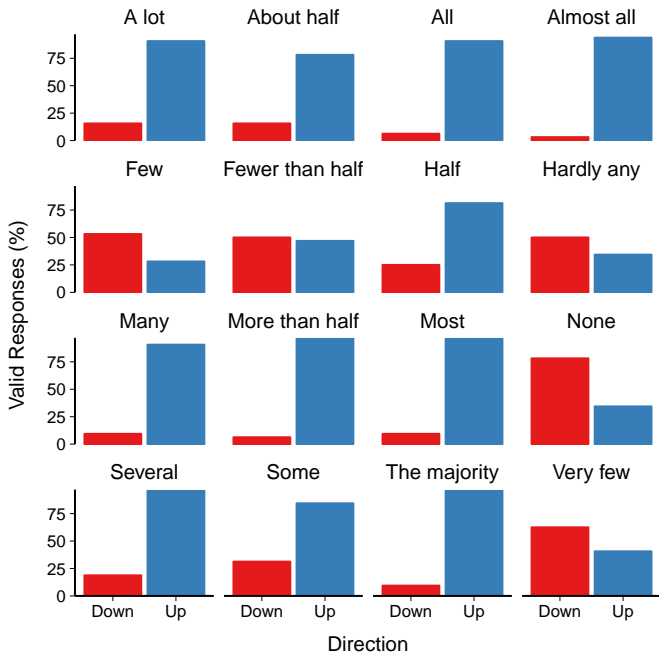 A lot About half All Almost all
75
50
25
0
Few Fewer than half Half Hardly any
75
50
25
0
Many More than half Most None
75
50
25
0
Several Some The majority Very few
75
50
25
0
Down Up Down Up Down Up Down Up
Direction
Valid Responses (%)